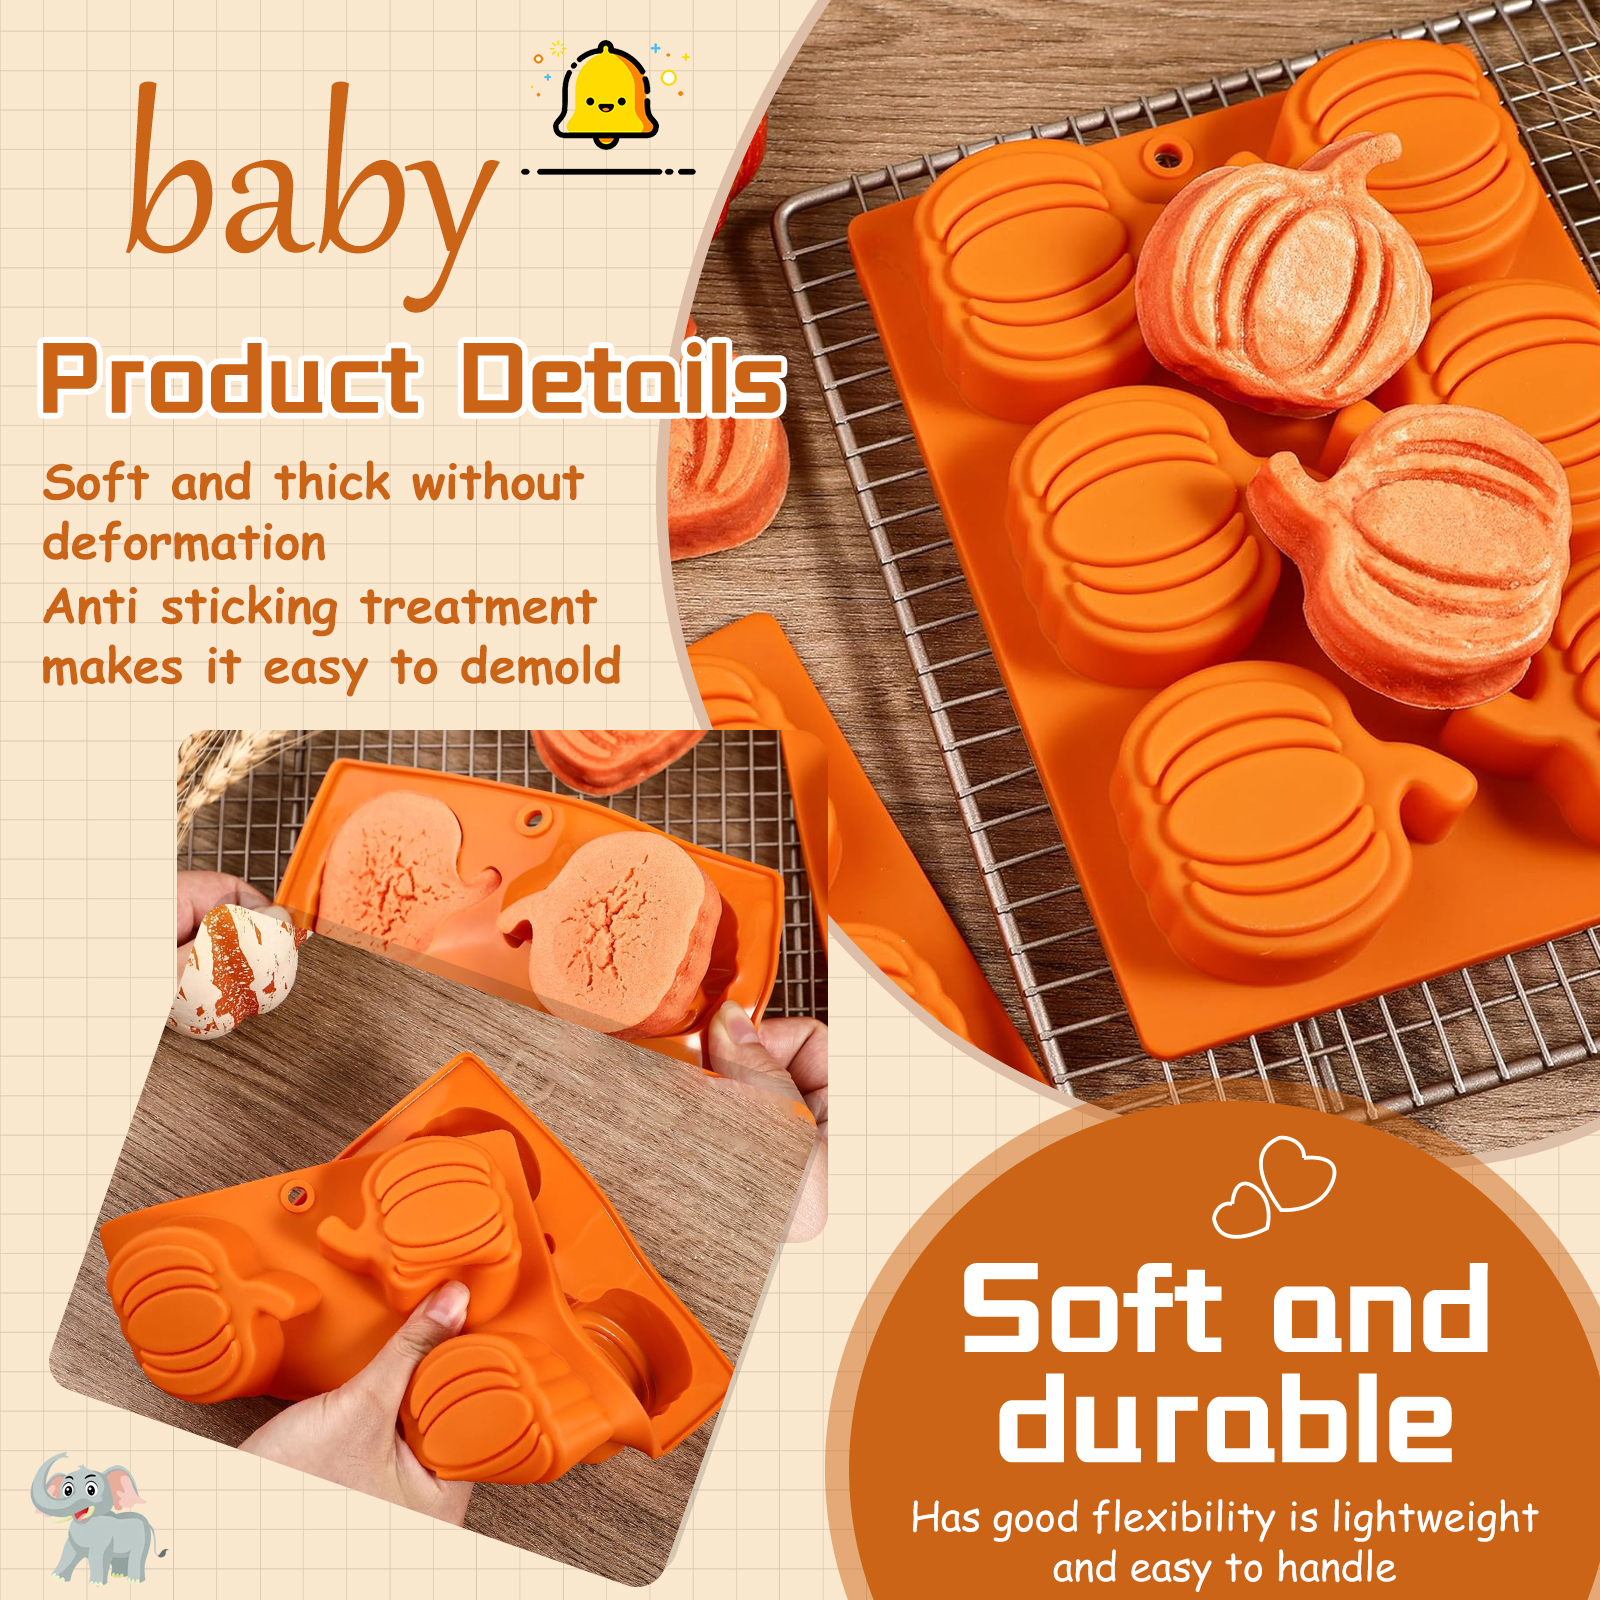 baby
Product Details
Soft and thick without
deformation
Anti sticking treatment
makes it easy to demold
Soft and
durable
Has good flexibility is lightweight
and easy to handle